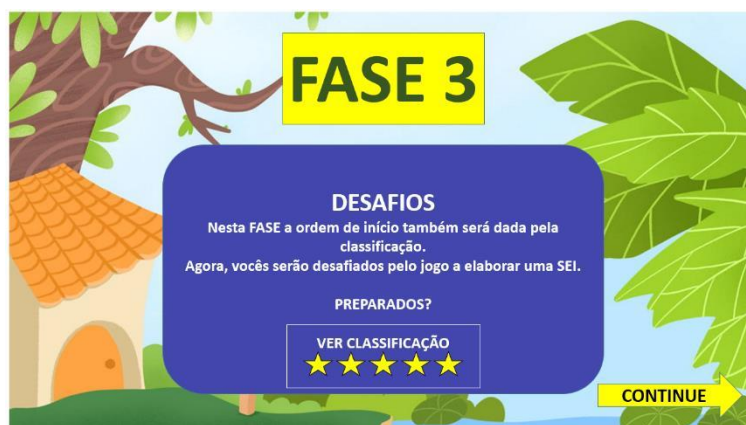 FASE 3
DESAFIOS
Nesta FASE a ordem de início também será dada pela
classificação.
Agora, vocês serão desafiados pelo jogo a elaborar uma SEI.
PREPARADOS?
VER CLASSIFICAÇÃO
CONTINUE